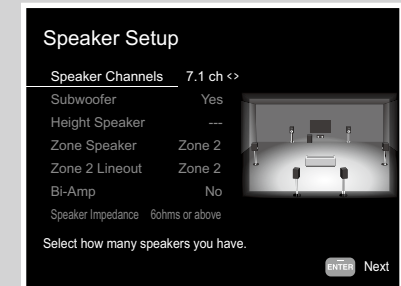 Speaker Setup
Speaker Channels 7.1 ch <>
Subwoofer Yes
Height Speaker ---
Zone Speaker Zone 2
Zone 2 Lineout Zone 2
Bi-Amp No
Speaker Impedance 6ohms or above
Select how many speakers you have.
ENTER Next